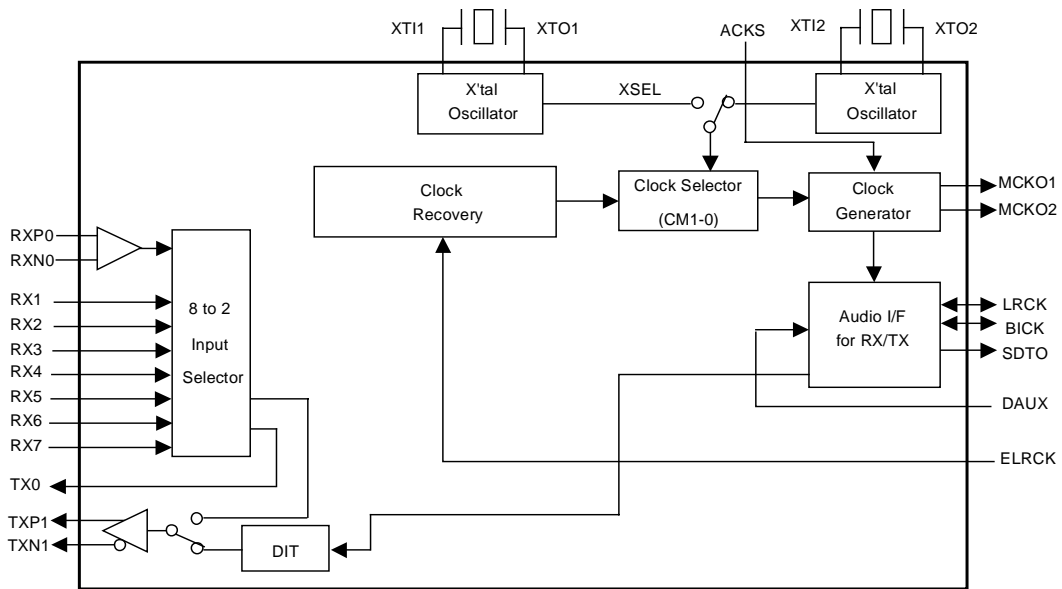 XTI1
XTO1
ACKS
XTI2
XTO2
X'tal
Oscillator
XSEL
X'tal
Oscillator
Clock
Recovery
Clock Selector
(CM1-0)
Clock
Generator
MCKO1
MCKO2
RXP0
RXN0
RX1
RX2
RX3
RX4
RX5
RX6
RX7
8 to 2
Input
Selector
Audio I/F
for RX/TX
LRCK
BICK
SDTO
DAUX
ELRCK
TX0
TXP1
TXN1
DIT